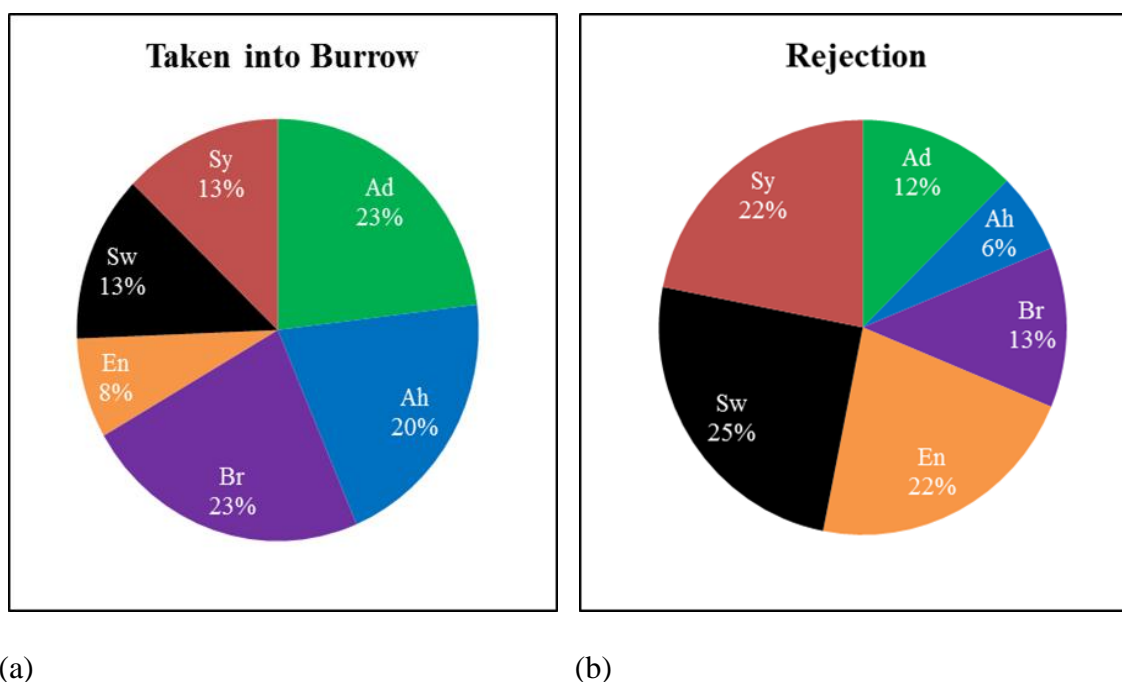 Taken into Burrow
Sy
13%
Ad
23%
Sw
13%
En
8%
Ah
20%
Br
23%
(a)
Rejection
Sy
22%
Ad
12%
Ah
6%
Br
13%
Sw
25%
En
22%
(b)